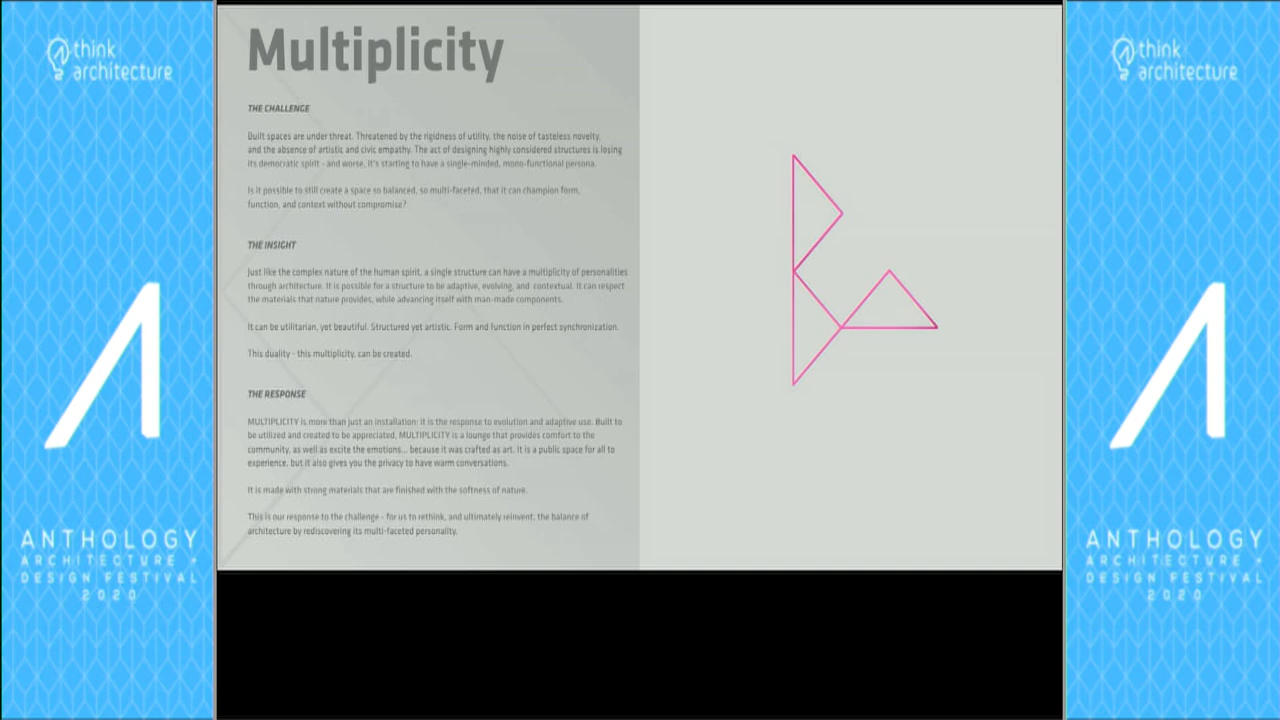 think
architecture
ANTHOLOGY
ARCHITECTURE +
DESIGN FESTIVAL
2020
Multiplicity
THE CHALLENGE
Built spaces are under threat. Threatened by the rigidness of utility, the noise of tasteless novelty,
and the absence of artistic and civic empathy. The act of designing highly considered structures is losing
its democratic spirit - and worse, it's starting to have a single-minded, mono-functional persona.
Is it possible to still create a space so balanced, so multi-faceted, that it can champion form,
function, and context without compromise?
THE INSIGHT
Just like the complex nature of the human spirit, a single structure can have a multiplicity of personalities
through architecture. It is possible for a structure to be adaptive, evolving, and contextual. It can respect
the materials that nature provides, while advancing itself with man-made components.
It can be utilitarian, yet beautiful. Structured yet artistic. Form and function in perfect synchronization.
This duality - this multiplicity, can be created.
THE RESPONSE
MULTIPLICITY is more than just an installation: it is the response to evolution and adaptive use. Built to
be utilized and created to be appreciated, MULTIPLICITY is a lounge that provides comfort to the
community, as well as excite the emotions... because it was crafted as art. It is a public space for all to
experience, but it also gives you the privacy to have warm conversations.
It is made with strong materials that are finished with the softness of nature.
This is our response to the challenge - for us to rethink, and ultimately reinvent, the balance of
architecture by rediscovering its multi-faceted personality.
think
architecture
ANTHOLOGY
ARCHITECTURE +
DESIGN FESTIVAL
2020